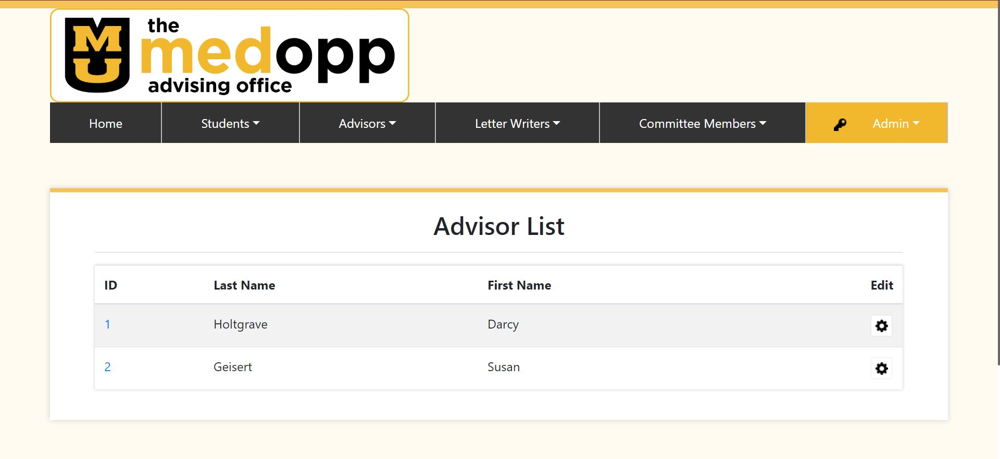 MU
the
medopp
advising office
Home Students Advisors Letter Writers Committee Members Admin
Advisor List
ID Last Name First Name Edit
1 Holtgrave Darcy
2 Geisert Susan